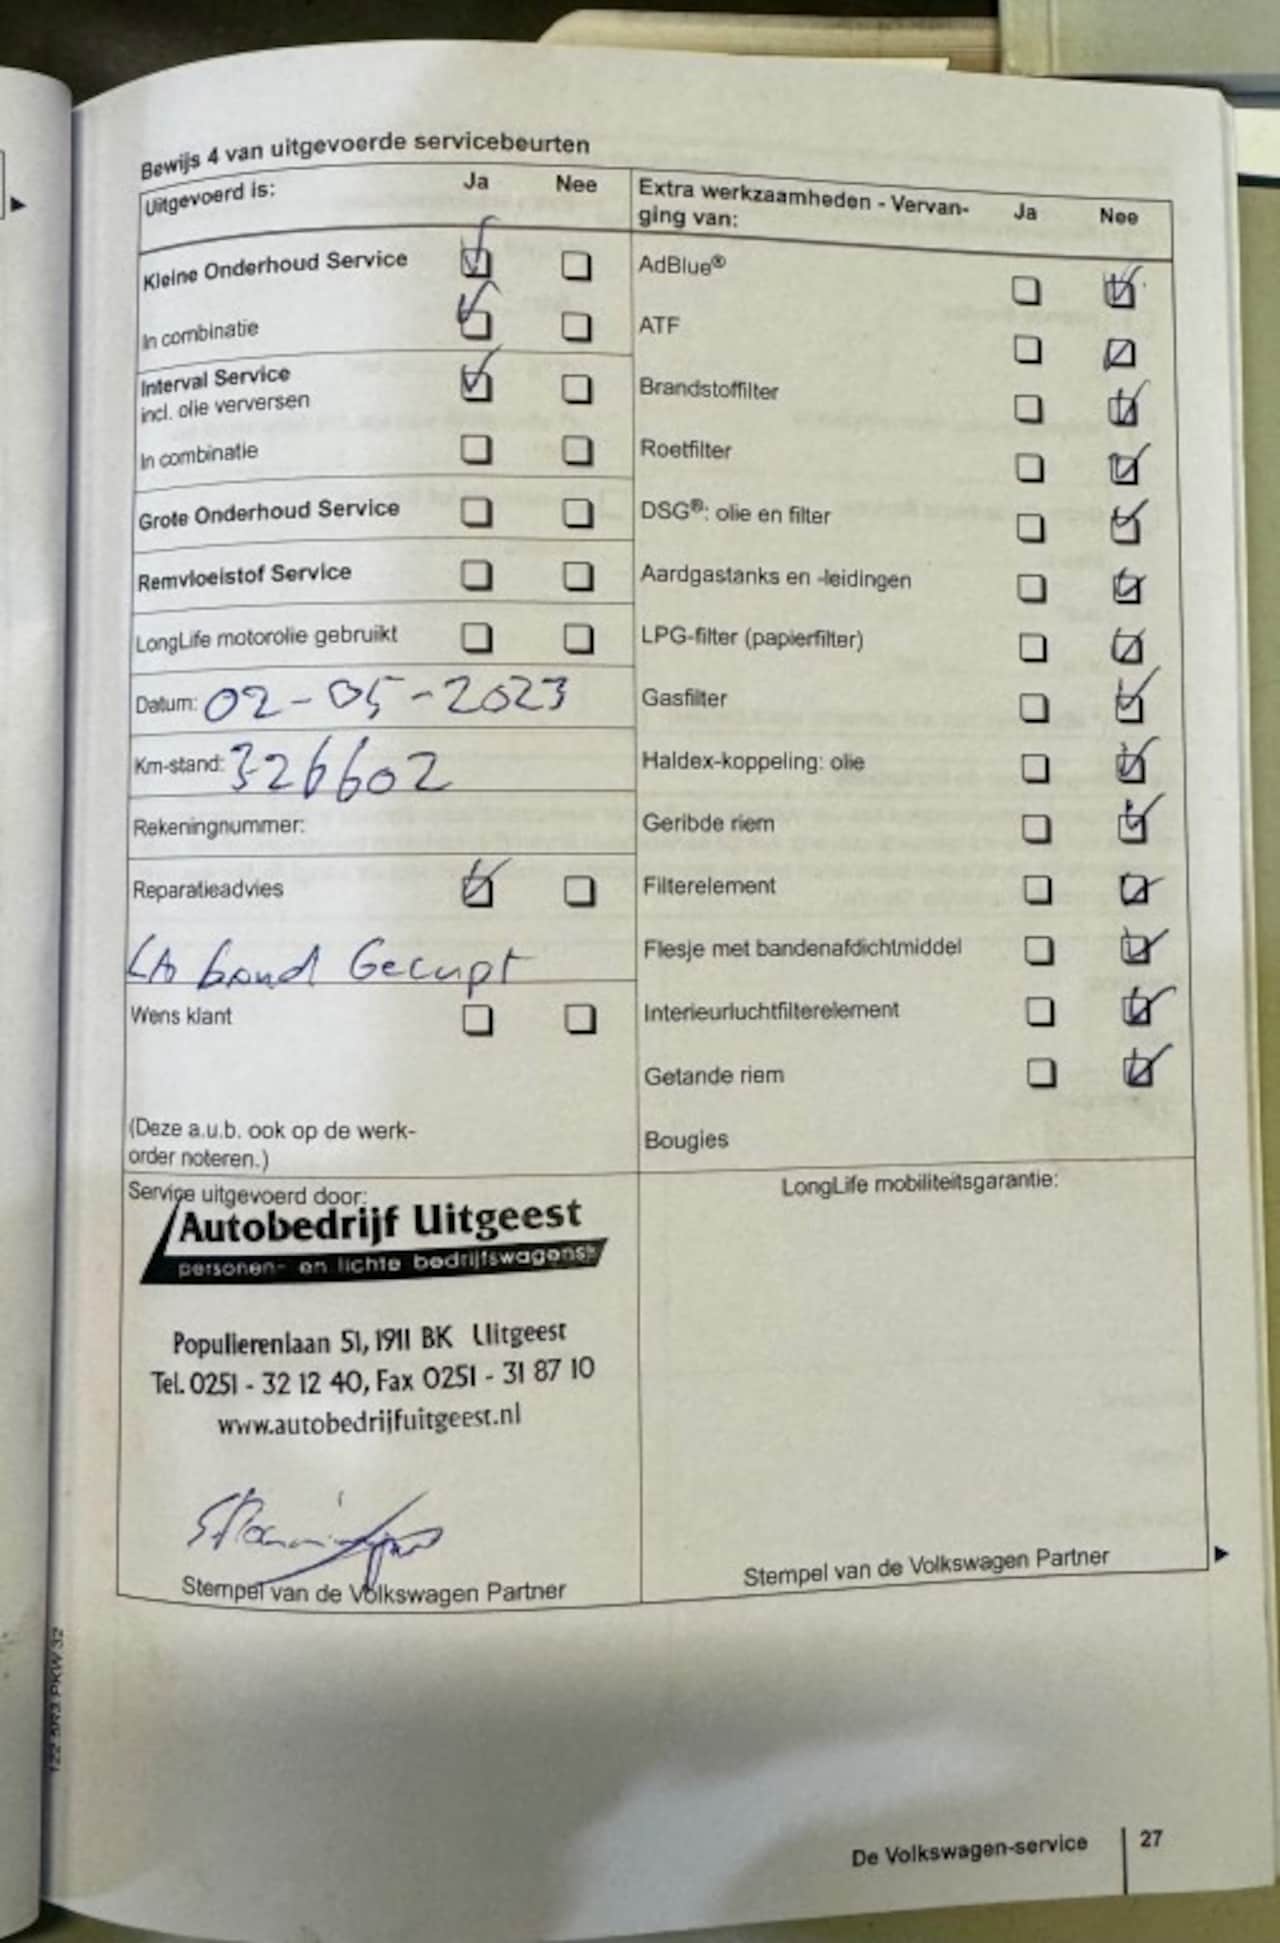 Bewijs 4 van uitgevoerde servicebeurten
Uitgevoerd is: Ja Nee
Kleine Onderhoud Service
In combinatie
Interval Service
incl. olie verversen
In combinatie
Grote Onderhoud Service
Remvloeistof Service
LongLife motorolie gebruikt
Datum: 02-05-2023
Km-stand: 326602
Rekeningnummer:
Reparatieadvies
band Gecupt
Wens klant
(Deze a.u.b. ook op de werk-
order noteren.)
Extra werkzaamheden - Vervan-
ging van: Ja Nee
AdBlue®
ATF
Brandstoffilter
Roetfilter
DSG®: olie en filter
Aardgastanks en -leidingen
LPG-filter (papierfilter)
Gasfilter
Haldex-koppeling: olie
Geribde riem
Filterelement
Flesje met bandenafdichtmiddel
Interieurluchtfilterelement
Getande riem
Bougies
Service uitgevoerd door:
Autobedrijf Uitgeest
personen- en lichte bedrijfswagens
Populierenlaan 51, 1911 BK Uitgeest
Tel. 0251 - 32 12 40, Fax 0251 - 31 87 10
www.autobedrijfuitgeest.nl
Stempel van de Volkswagen Partner
LongLife mobiliteitsgarantie:
Stempel van de Volkswagen Partner
De Volkswagen-service 27